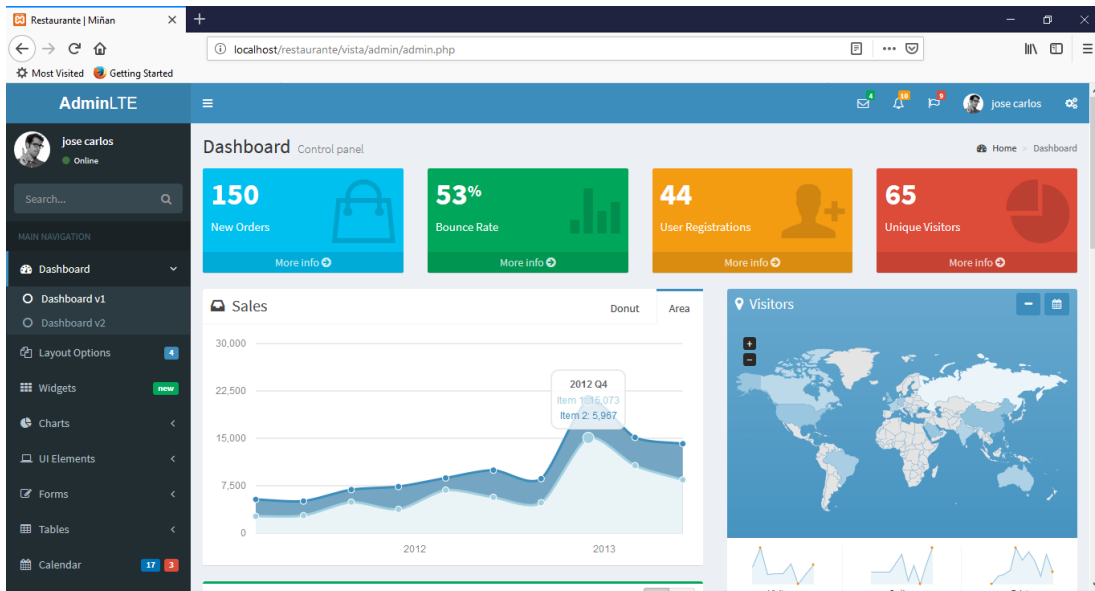 Restaurante | Miñan
localhost/restaurante/vista/admin/admin.php
Most Visited Getting Started
AdminLTE
4 10 9 jose carlos
jose carlos
Online
Search...
MAIN NAVIGATION
Dashboard
Dashboard v1
Dashboard v2
Layout Options 4
Widgets new
Charts
UI Elements
Forms
Tables
Calendar 17 3
Dashboard Control panel
Home > Dashboard
150
New Orders
More info
53%
Bounce Rate
More info
44
User Registrations
More info
65
Unique Visitors
More info
Sales
Donut Area
30,000
22,500
15,000
7,500
0
2012 Q4
Item 1: 15,073
Item 2: 5,967
2012 2013
Visitors
+
−